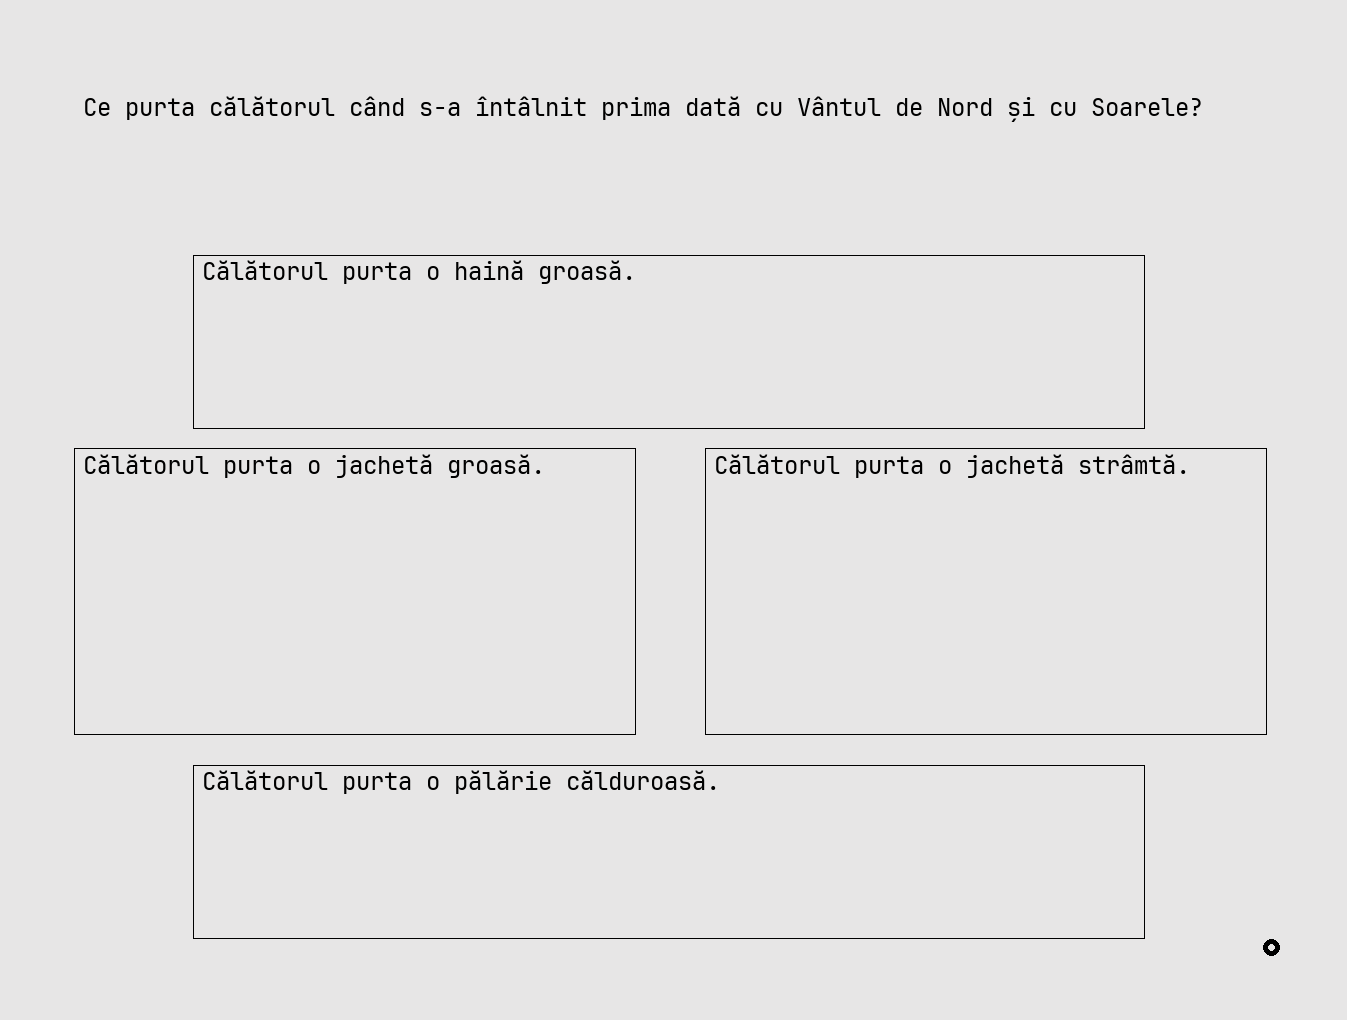 Ce purta călătorul când s-a întâlnit prima dată cu Vântul de Nord și cu Soarele?
Călătorul purta o haină groasă.
Călătorul purta o jachetă groasă.
Călătorul purta o jachetă strâmtă.
Călătorul purta o pălărie călduroasă.